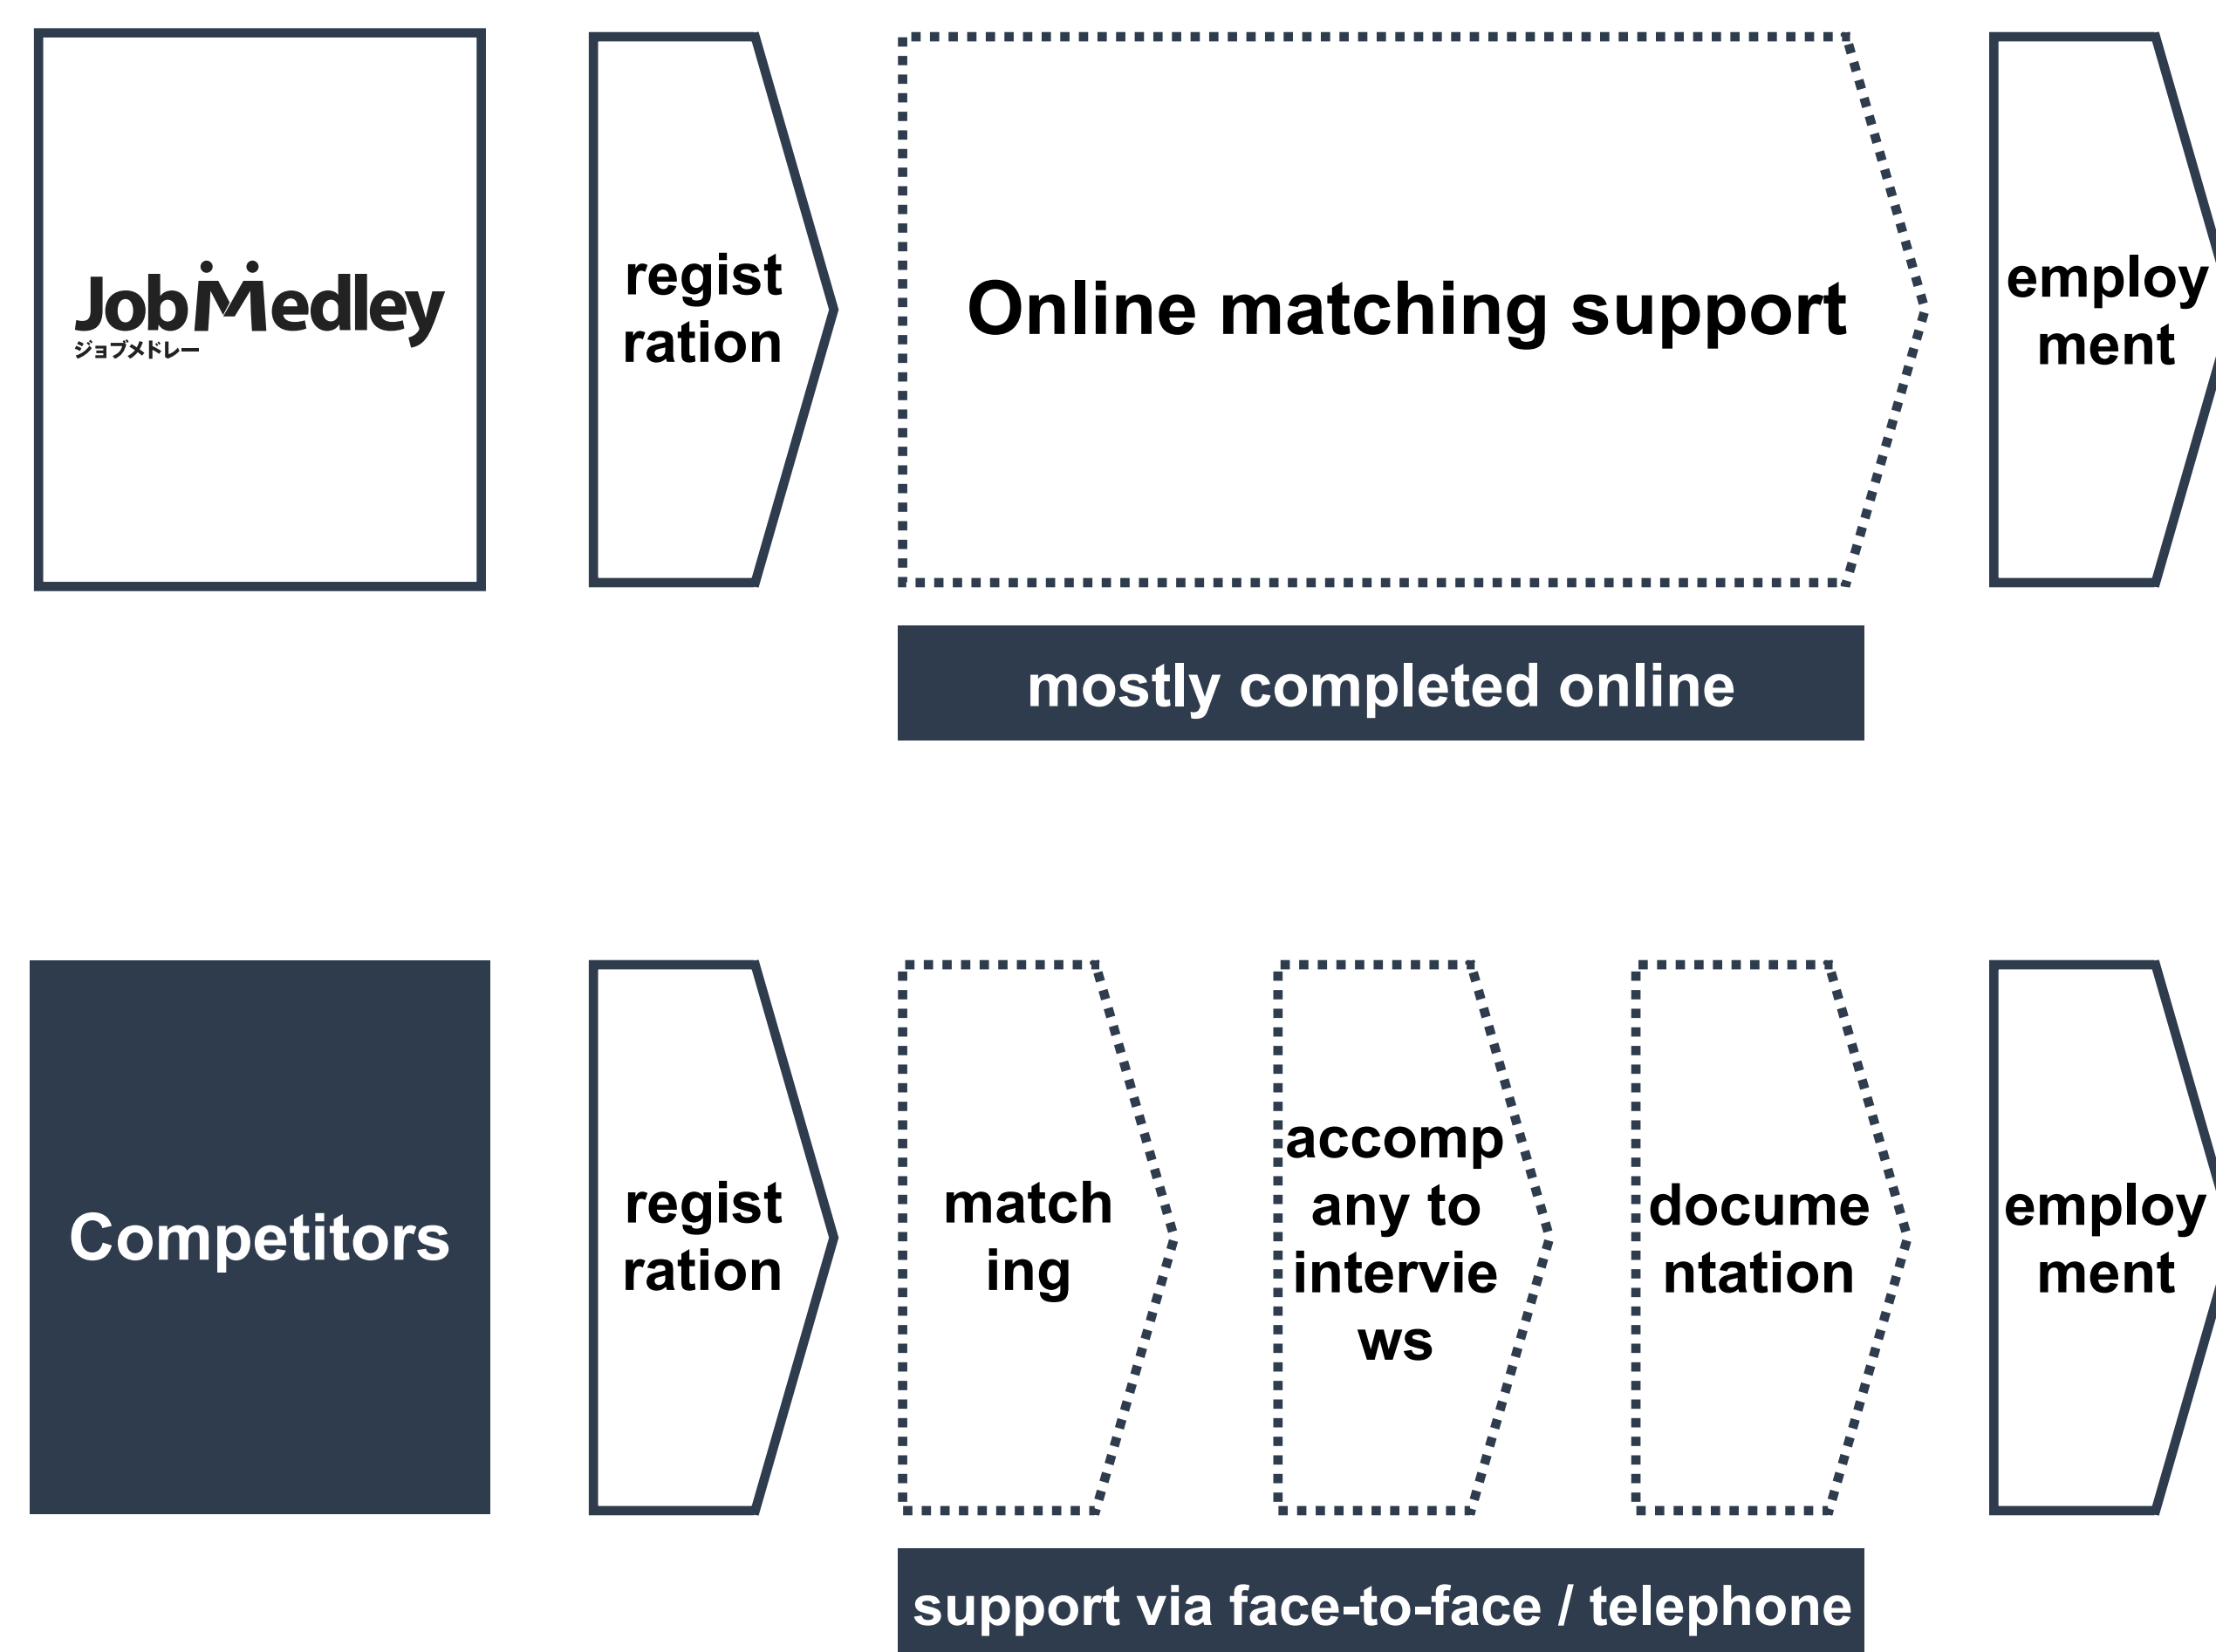 JobMedley
ジョブメドレー
regist
ration
Online matching support
employ
ment
mostly completed online
Competitors
regist
ration
match
ing
accomp
any to
intervie
ws
docume
ntation
employ
ment
support via face-to-face / telephone